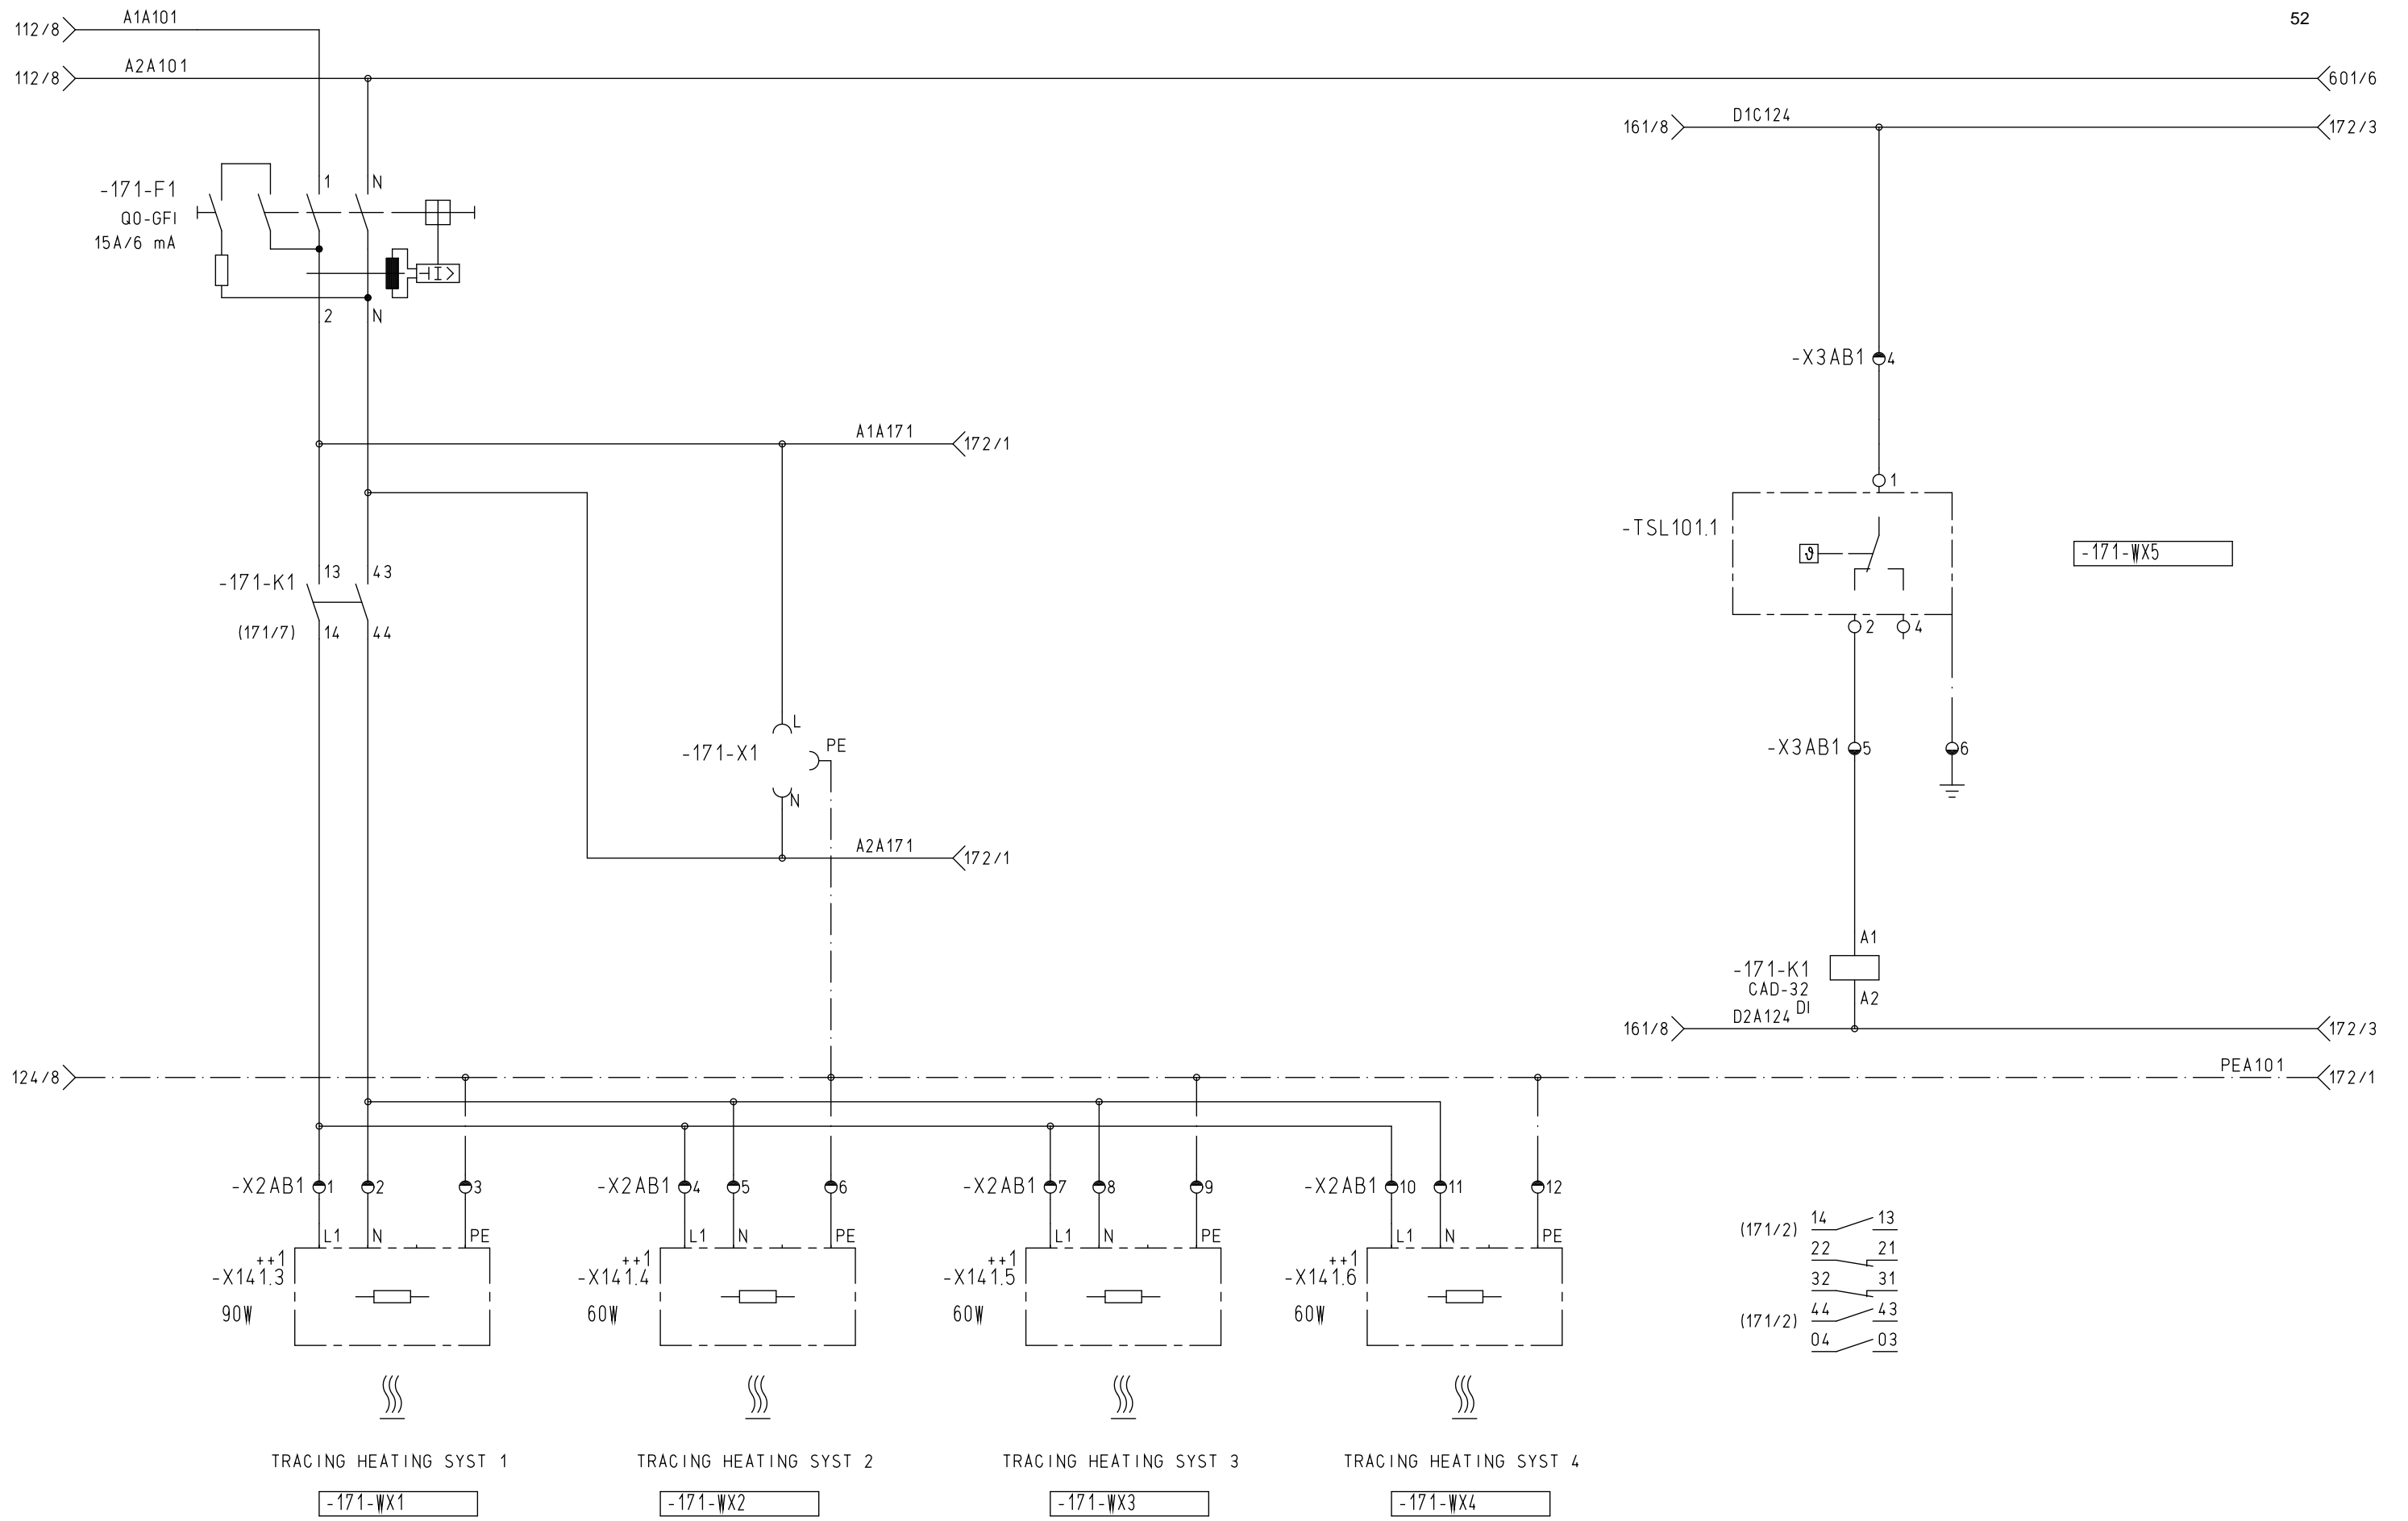 A1A101
52
112/8
A2A101
112/8
601/6
D1C124
161/8
172/3
-171-F1
1
N
Q0-GFI
15A/6 mA
I>
2
N
-X3AB1
4
A1A171
172/1
1
-TSL101.1
ϑ
-171-WX5
-171-K1
13
43
(171/7)
14
44
2
4
L
-171-X1
PE
-X3AB1
5
6
N
A2A171
172/1
A1
-171-K1
CAD-32
DI
A2
D2A124
161/8
172/3
124/8
PEA101
172/1
-X2AB1
1
2
3
-X2AB1
4
5
6
-X2AB1
7
8
9
-X2AB1
10
11
12
L1
N
PE
L1
N
PE
L1
N
PE
L1
N
PE
++1
-X141.3
90W
++1
-X141.4
60W
++1
-X141.5
60W
++1
-X141.6
60W
(171/2)
14
13
22
21
32
31
(171/2)
44
43
04
03
TRACING HEATING SYST 1
TRACING HEATING SYST 2
TRACING HEATING SYST 3
TRACING HEATING SYST 4
-171-WX1
-171-WX2
-171-WX3
-171-WX4